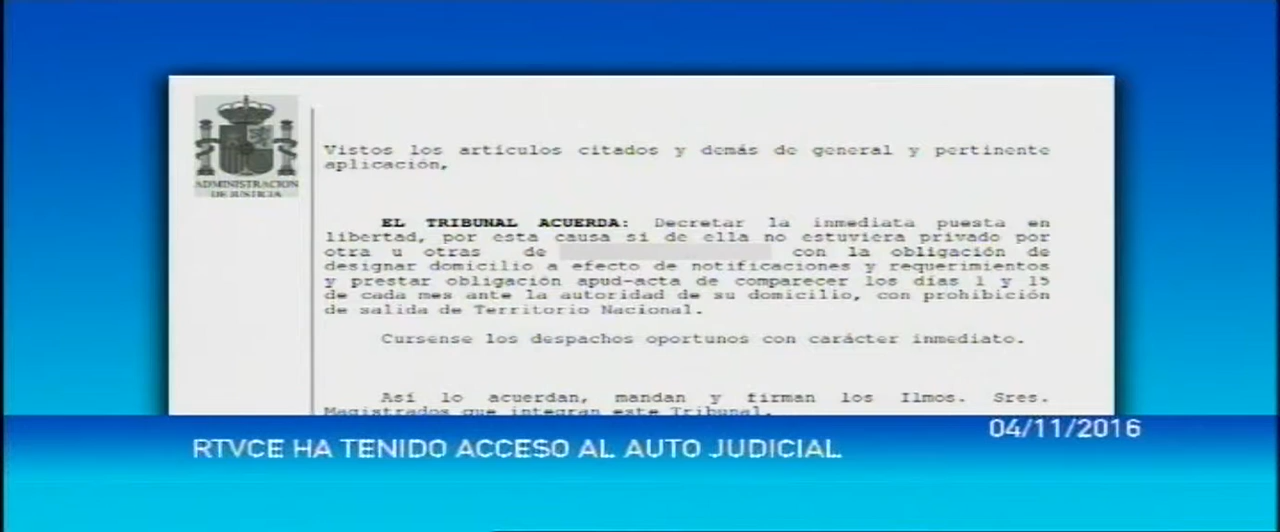 ADMINISTRACION
DE JUSTICIA
Vistos los artículos citados y demás de general y pertinente
aplicación,
EL TRIBUNAL ACUERDA: Decretar la inmediata puesta en
libertad, por esta causa si de ella no estuviera privado por
otra u otras de con la obligación de
designar domicilio a efecto de notificaciones y requerimientos
y prestar obligación apud-acta de comparecer los días 1 y 15
de cada mes ante la autoridad de su domicilio, con prohibición
de salida de Territorio Nacional.
Cursense los despachos oportunos con carácter inmediato.
Así lo acuerdan, mandan y firman los Ilmos. Sres.
Magistrados que integran este Tribunal.
04/11/2016
RTVCE HA TENIDO ACCESO AL AUTO JUDICIAL